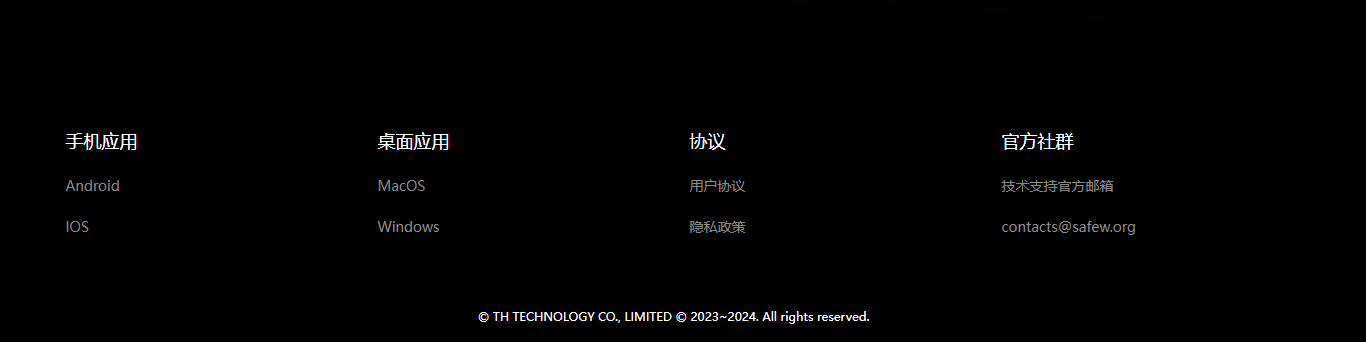 手机应用
Android
IOS
桌面应用
MacOS
Windows
协议
用户协议
隐私政策
官方社群
技术支持官方邮箱
contacts@safew.org
© TH TECHNOLOGY CO., LIMITED © 2023~2024. All rights reserved.